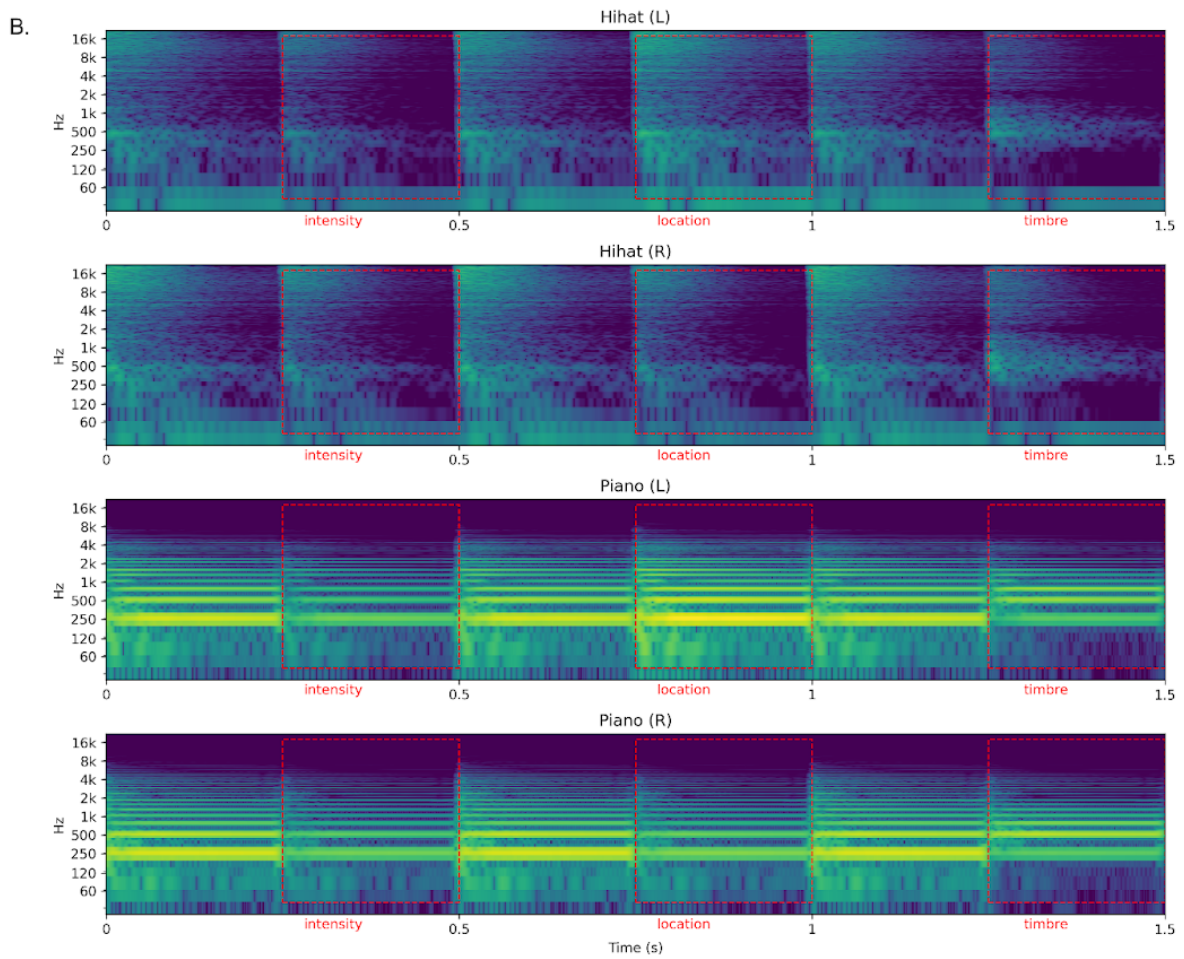 B.
Hihat (L)
16k
8k
4k
2k
1k
500
250
120
60
Hz
0 intensity 0.5 location 1 timbre 1.5
Hihat (R)
16k
8k
4k
2k
1k
500
250
120
60
Hz
0 intensity 0.5 location 1 timbre 1.5
Piano (L)
16k
8k
4k
2k
1k
500
250
120
60
Hz
0 intensity 0.5 location 1 timbre 1.5
Piano (R)
16k
8k
4k
2k
1k
500
250
120
60
Hz
0 intensity 0.5 location 1 timbre 1.5
Time (s)